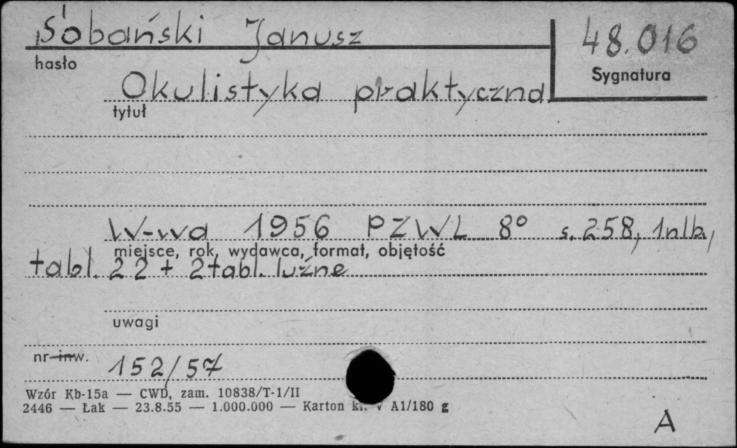 Sobański Janusz
48.016
hasło
Sygnatura
Okulistyka praktyczna
tytuł
W-wa 1956 PZWL 8° s. 258, 1nlb,
miejsce, rok, wydawca, format, objętość
tabl. 22 + 2tabl. luźne
uwagi
nr inw. 152/57
Wzór Kb-15a — CWD, zam. 10838/T-1/II
2446 — Łak — 23.8.55 — 1.000.000 — Karton kl. V A1/180 g
A